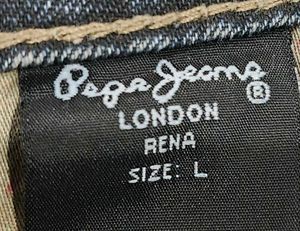 Pepe Jeans ®
LONDON
RENA
SIZE: L